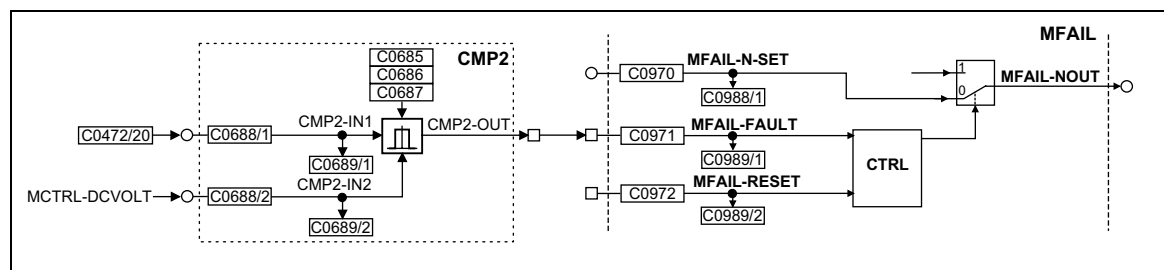 MFAIL
CMP2
C0685
C0686
C0687
C0970
MFAIL-N-SET
C0988/1
1
0
MFAIL-NOUT
C0472/20
C0688/1
CMP2-IN1
C0689/1
CMP2-OUT
C0971
MFAIL-FAULT
C0989/1
CTRL
MCTRL-DCVOLT
C0688/2
CMP2-IN2
C0689/2
C0972
MFAIL-RESET
C0989/2